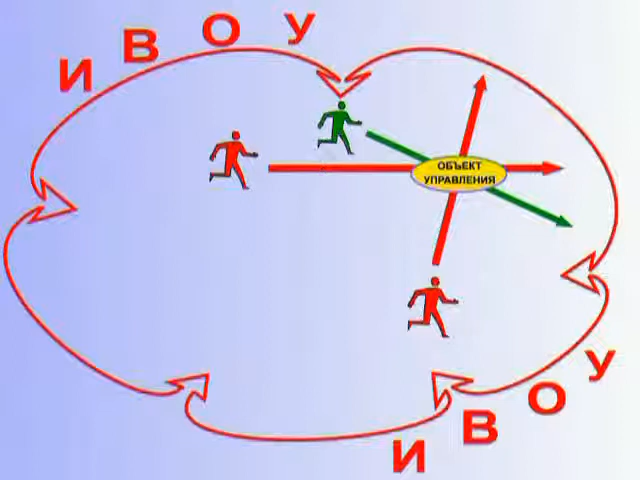 И В О У
ОБЪЕКТ
УПРАВЛЕНИЯ
И В О У